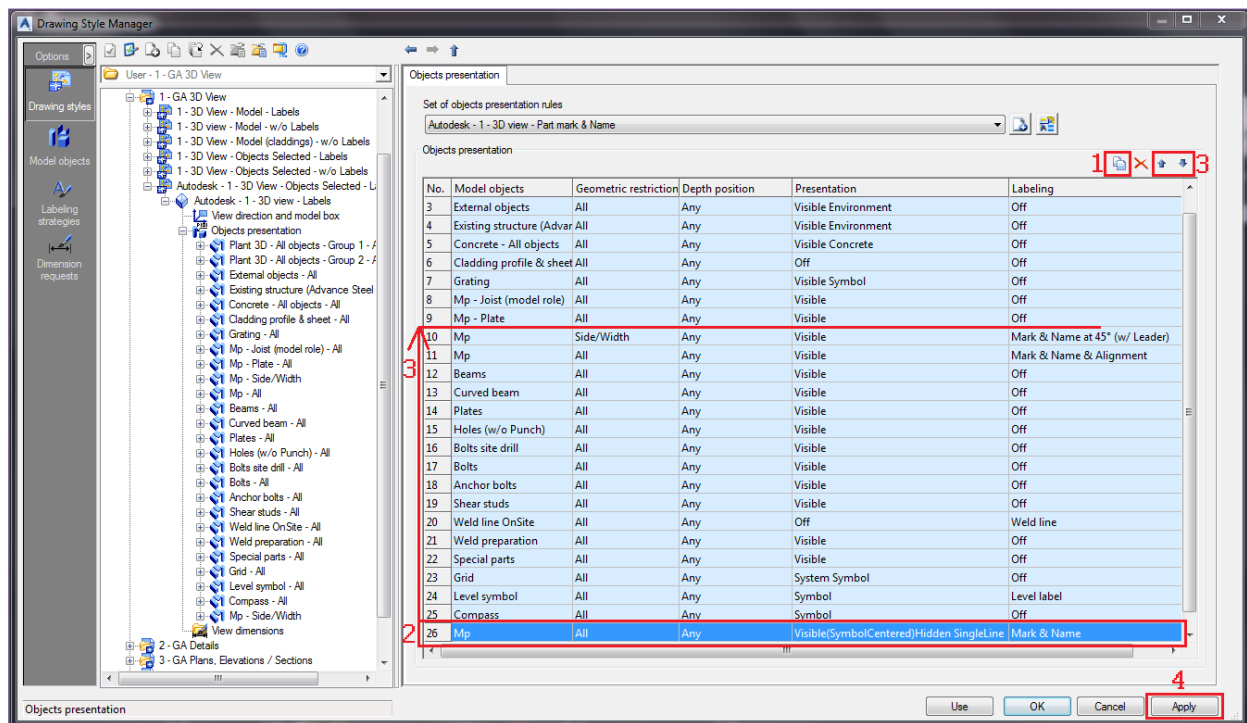 Drawing Style Manager
Options
Drawing styles
Model objects
Labeling
strategies
Dimension
requests
User - 1 - GA 3D View
1 - GA 3D View
1 - 3D View - Model - Labels
1 - 3D view - Model - w/o Labels
1 - 3D View - Model (claddings) - w/o Labels
1 - 3D View - Objects Selected - Labels
1 - 3D View - Objects Selected - w/o Labels
Autodesk - 1 - 3D View - Objects Selected - La
Autodesk - 1 - 3D view - Labels
View direction and model box
Objects presentation
Plant 3D - All objects - Group 1 - A
Plant 3D - All objects - Group 2 - A
External objects - All
Existing structure (Advance Steel
Concrete - All objects - All
Cladding profile & sheet - All
Grating - All
Mp - Joist (model role) - All
Mp - Plate - All
Mp - Side/Width
Mp - All
Beams - All
Curved beam - All
Plates - All
Holes (w/o Punch) - All
Bolts site drill - All
Bolts - All
Anchor bolts - All
Shear studs - All
Weld line OnSite - All
Weld preparation - All
Special parts - All
Grid - All
Level symbol - All
Compass - All
Mp - Side/Width
View dimensions
2 - GA Details
3 - GA Plans, Elevations / Sections
Objects presentation
Set of objects presentation rules
Autodesk - 1 - 3D view - Part mark & Name
Objects presentation
1 3
No. Model objects Geometric restriction Depth position Presentation Labeling
3 External objects All Any Visible Environment Off
4 Existing structure (Advar All Any Visible Environment Off
5 Concrete - All objects All Any Visible Concrete Off
6 Cladding profile & sheet All Any Off Off
7 Grating All Any Visible Symbol Off
8 Mp - Joist (model role) All Any Visible Off
9 Mp - Plate All Any Visible Off
10 Mp Side/Width Any Visible Mark & Name at 45° (w/ Leader)
11 Mp All Any Visible Mark & Name & Alignment
3
12 Beams All Any Visible Off
13 Curved beam All Any Visible Off
14 Plates All Any Visible Off
15 Holes (w/o Punch) All Any Visible Off
16 Bolts site drill All Any Visible Off
17 Bolts All Any Visible Off
18 Anchor bolts All Any Visible Off
19 Shear studs All Any Visible Off
20 Weld line OnSite All Any Off Weld line
21 Weld preparation All Any Visible Off
22 Special parts All Any Visible Off
23 Grid All Any System Symbol Off
24 Level symbol All Any Symbol Level label
25 Compass All Any Symbol Off
2 26 Mp All Any Visible(SymbolCentered)Hidden SingleLine Mark & Name
4
Use OK Cancel Apply
Objects presentation